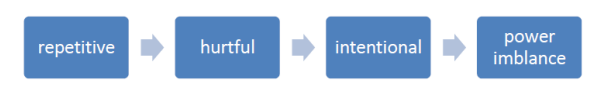 repetitive
hurtful
intentional
power
imblance